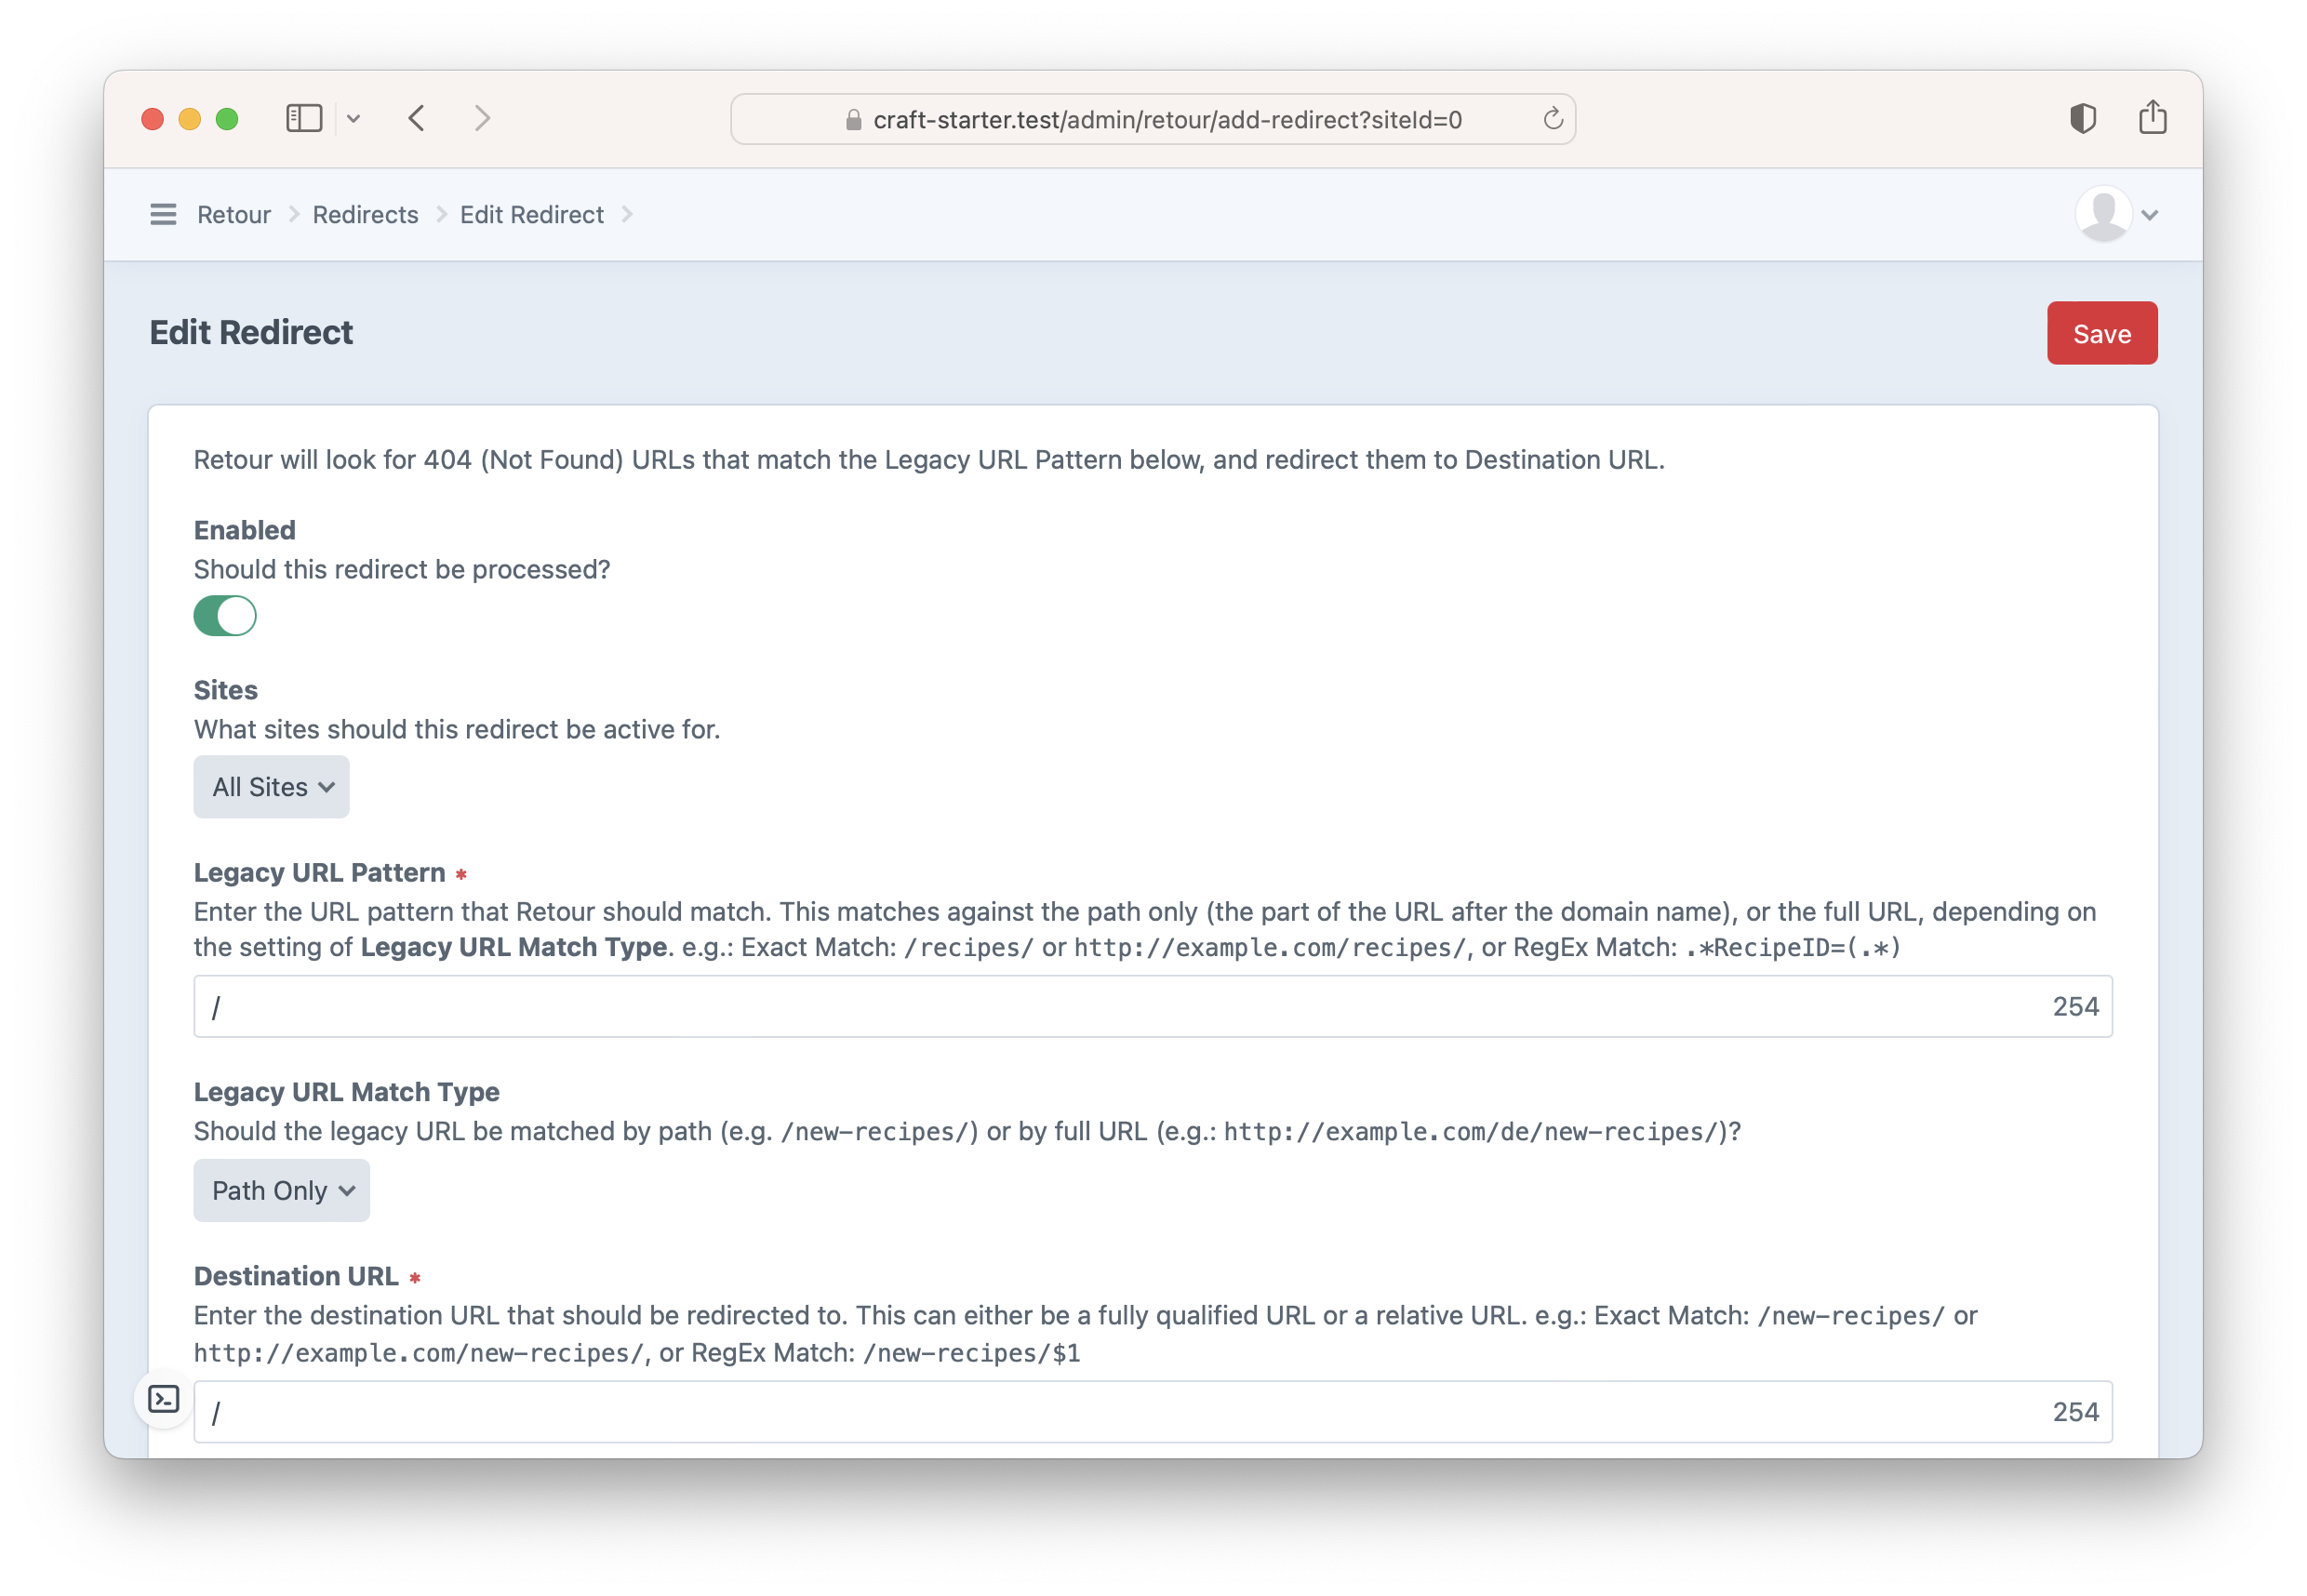 craft-starter.test/admin/retour/add-redirect?siteId=0
Retour
Redirects
Edit Redirect
Edit Redirect
Save
Retour will look for 404 (Not Found) URLs that match the Legacy URL Pattern below, and redirect them to Destination URL.
Enabled
Should this redirect be processed?
Sites
What sites should this redirect be active for.
All Sites
Legacy URL Pattern *
Enter the URL pattern that Retour should match. This matches against the path only (the part of the URL after the domain name), or the full URL, depending on
the setting of Legacy URL Match Type. e.g.: Exact Match: /recipes/ or http://example.com/recipes/, or RegEx Match: .*RecipeID=(.*)
/ 254
Legacy URL Match Type
Should the legacy URL be matched by path (e.g. /new-recipes/) or by full URL (e.g.: http://example.com/de/new-recipes/)?
Path Only
Destination URL *
Enter the destination URL that should be redirected to. This can either be a fully qualified URL or a relative URL. e.g.: Exact Match: /new-recipes/ or
http://example.com/new-recipes/, or RegEx Match: /new-recipes/$1
/ 254